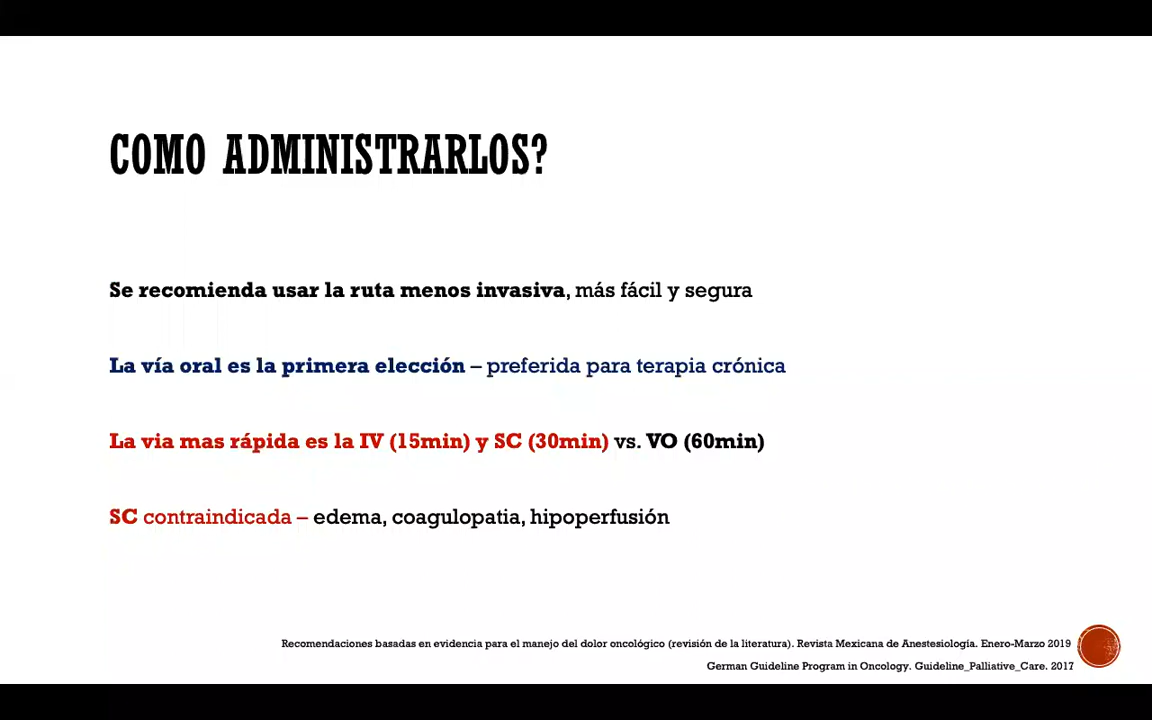 COMO ADMINISTRARLOS?
Se recomienda usar la ruta menos invasiva, más fácil y segura
La vía oral es la primera elección – preferida para terapia crónica
La via mas rápida es la IV (15min) y SC (30min) vs. VO (60min)
SC contraindicada – edema, coagulopatia, hipoperfusión
Recomendaciones basadas en evidencia para el manejo del dolor oncológico (revisión de la literatura). Revista Mexicana de Anestesiología. Enero-Marzo 2019
German Guideline Program in Oncology. Guideline_Palliative_Care. 2017